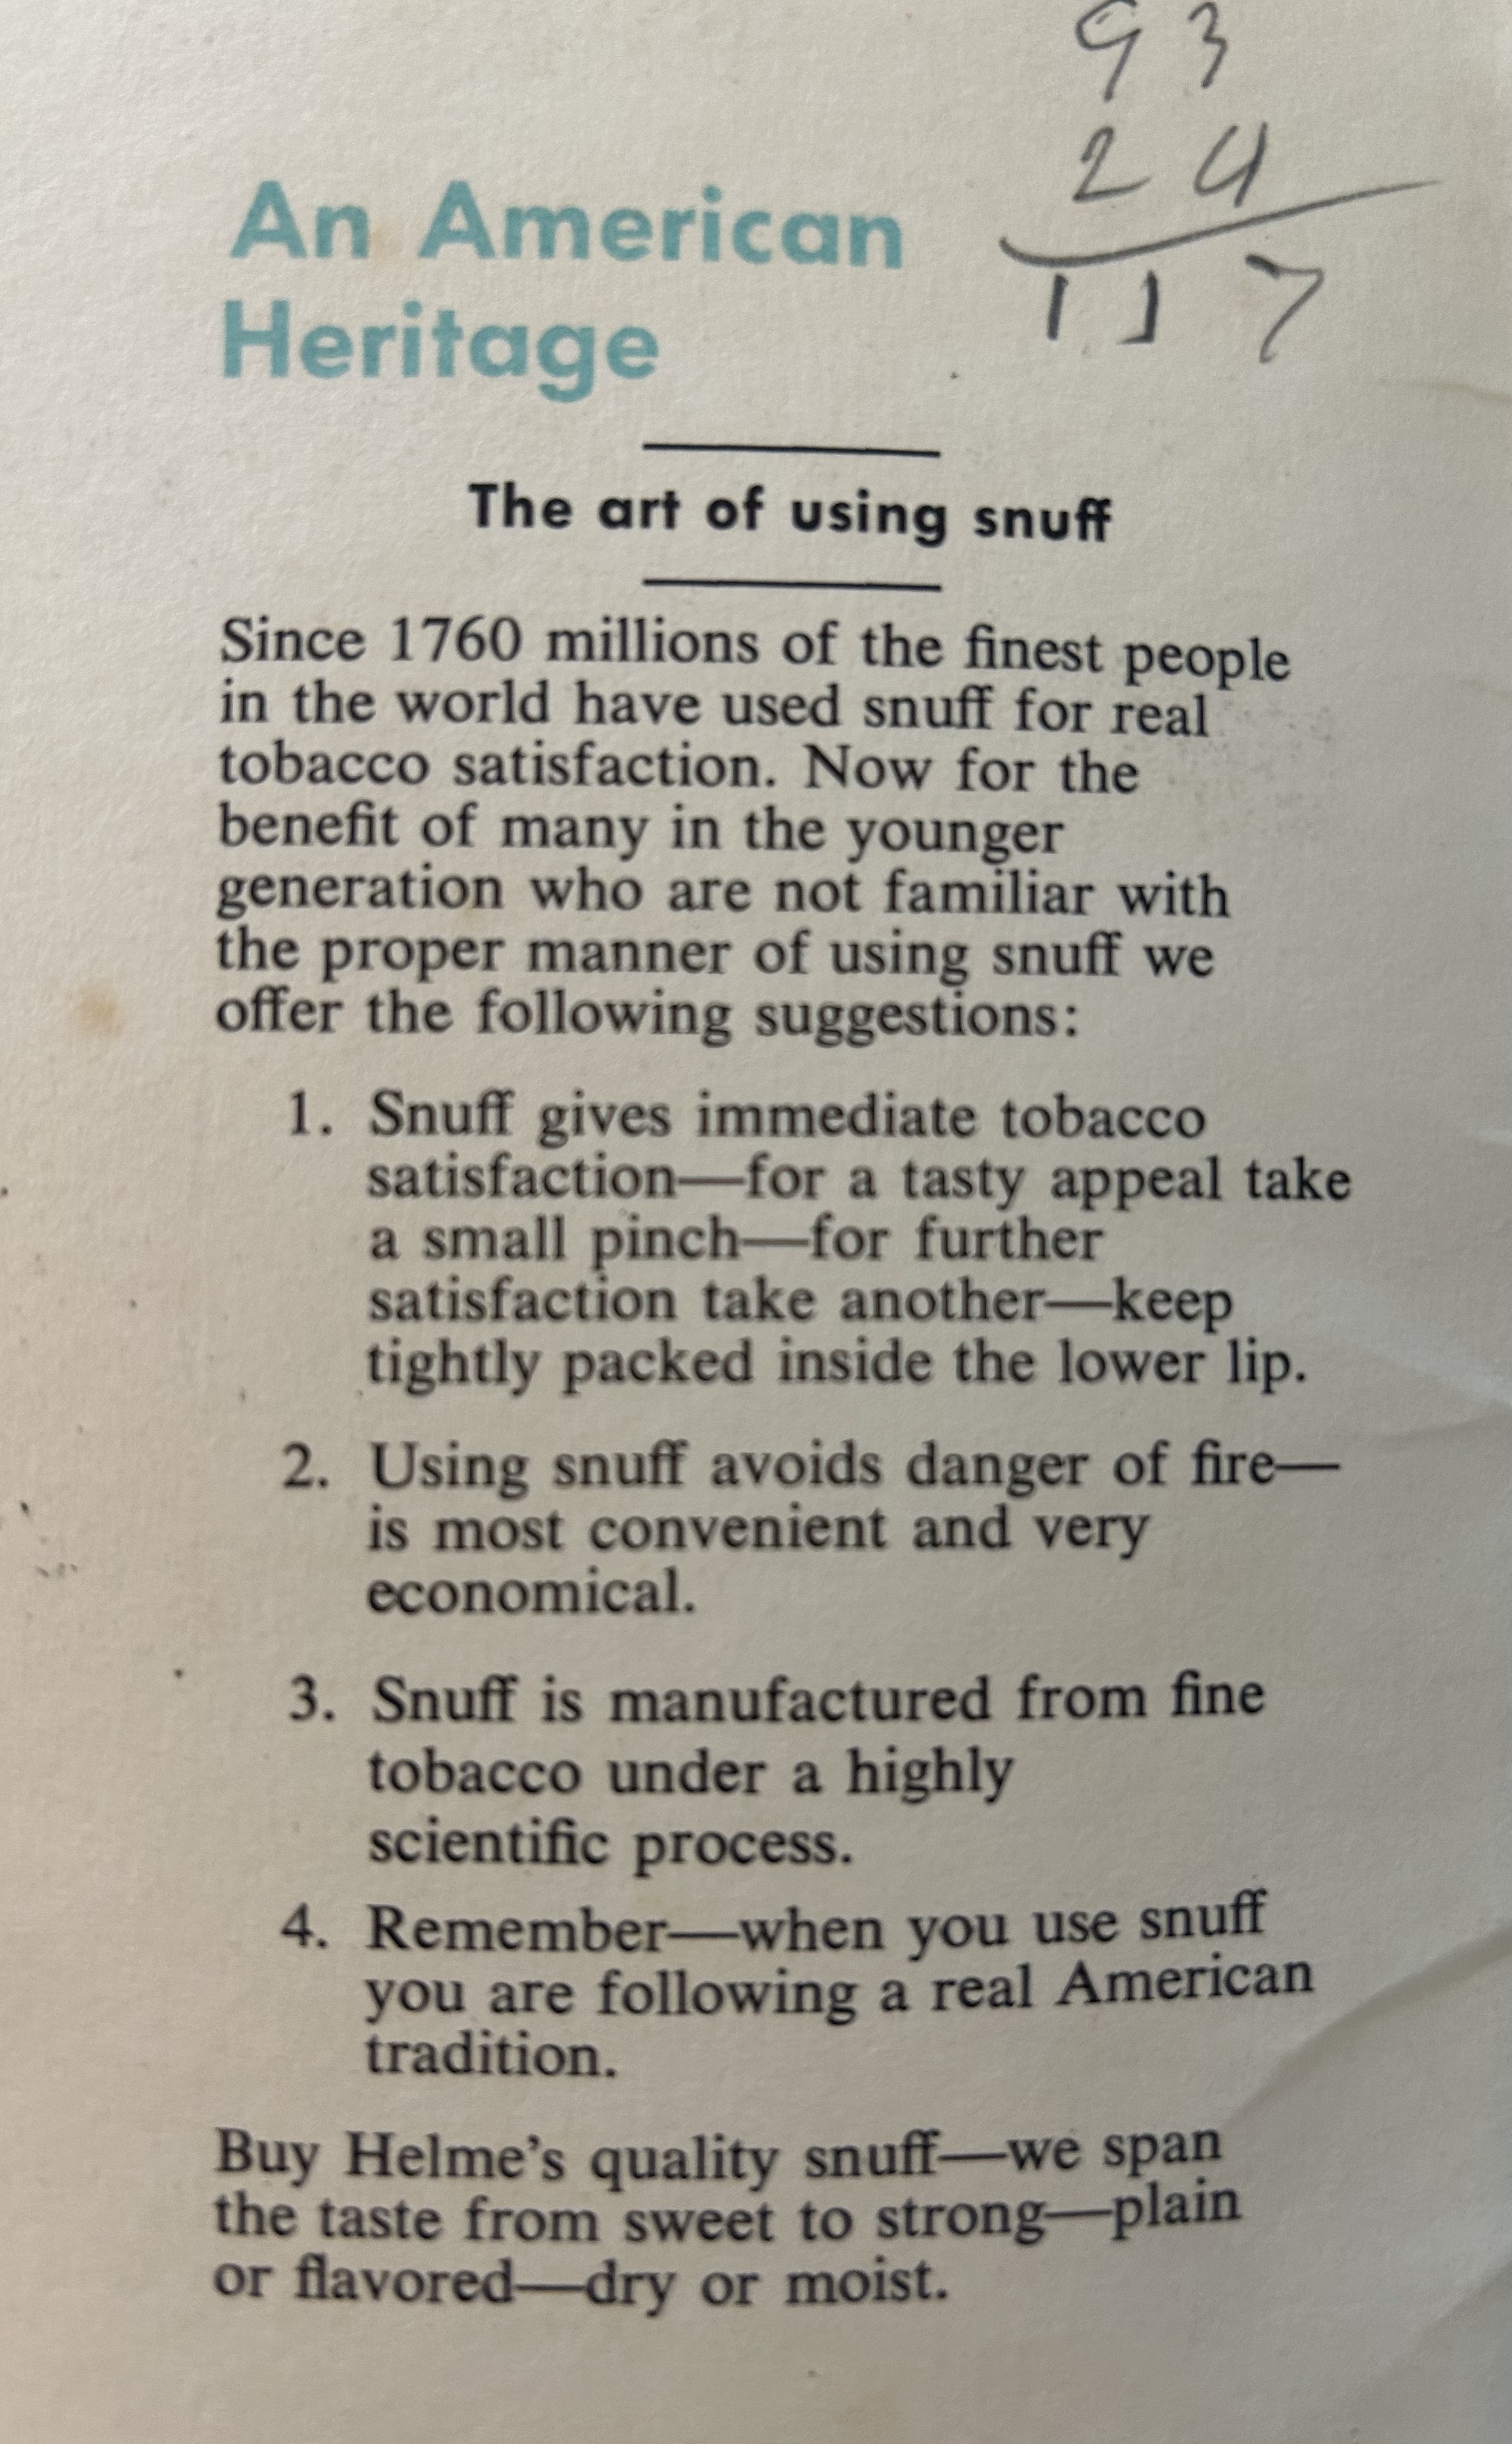 93
24
117
An American
Heritage
The art of using snuff
Since 1760 millions of the finest people
in the world have used snuff for real
tobacco satisfaction. Now for the
benefit of many in the younger
generation who are not familiar with
the proper manner of using snuff we
offer the following suggestions:
1. Snuff gives immediate tobacco
satisfaction—for a tasty appeal take
a small pinch—for further
satisfaction take another—keep
tightly packed inside the lower lip.
2. Using snuff avoids danger of fire—
is most convenient and very
economical.
3. Snuff is manufactured from fine
tobacco under a highly
scientific process.
4. Remember—when you use snuff
you are following a real American
tradition.
Buy Helme's quality snuff—we span
the taste from sweet to strong—plain
or flavored—dry or moist.